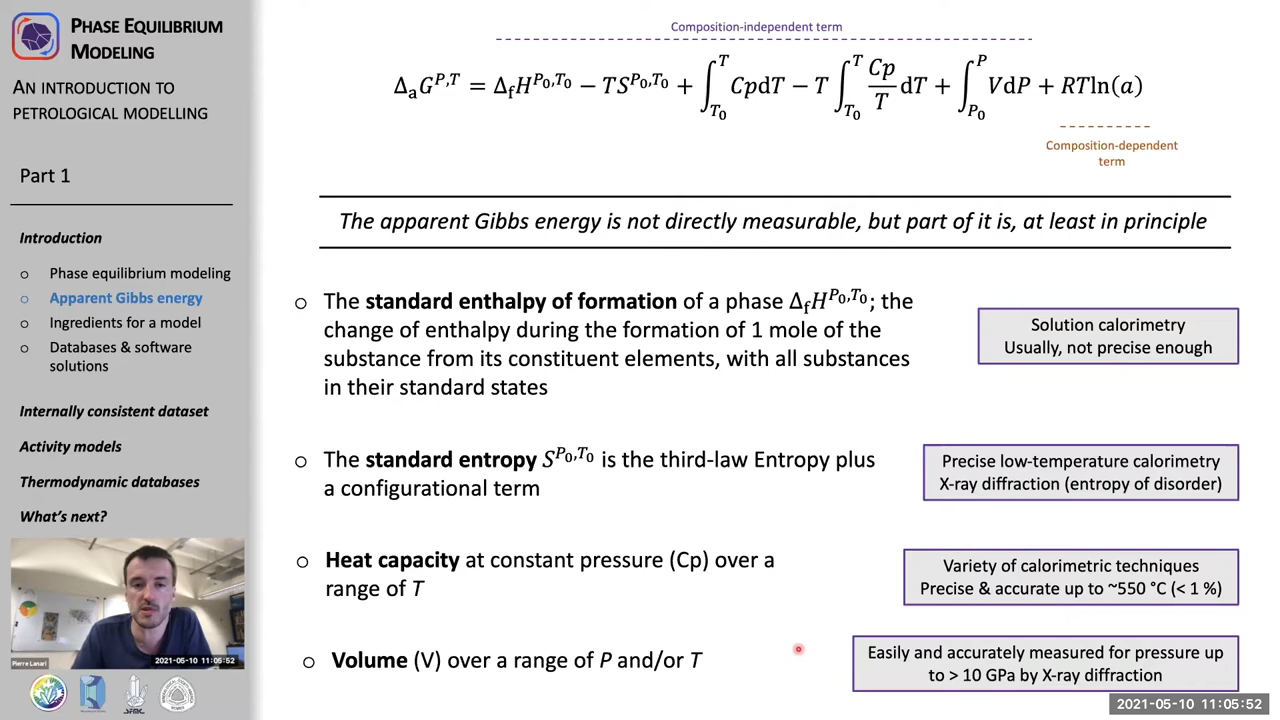 PHASE EQUILIBRIUM
MODELING
AN INTRODUCTION TO
PETROLOGICAL MODELLING
Part 1
Introduction
o Phase equilibrium modeling
o Apparent Gibbs energy
o Ingredients for a model
o Databases & software
solutions
Internally consistent dataset
Activity models
Thermodynamic databases
What's next?
Pierre Lanari
2021-05-10 11:05:52
Composition-independent term
ΔₐG^{P,T} = Δ_fH^{P₀,T₀} − TS^{P₀,T₀} + ∫_{T₀}^{T} CpdT − T ∫_{T₀}^{T} Cp/T dT + ∫_{P₀}^{P} VdP + RTln(a)
Composition-dependent
term
The apparent Gibbs energy is not directly measurable, but part of it is, at least in principle
o The standard enthalpy of formation of a phase Δ_fH^{P₀,T₀}; the
change of enthalpy during the formation of 1 mole of the
substance from its constituent elements, with all substances
in their standard states
Solution calorimetry
Usually, not precise enough
o The standard entropy S^{P₀,T₀} is the third-law Entropy plus
a configurational term
Precise low-temperature calorimetry
X-ray diffraction (entropy of disorder)
o Heat capacity at constant pressure (Cp) over a
range of T
Variety of calorimetric techniques
Precise & accurate up to ~550 °C (< 1 %)
o Volume (V) over a range of P and/or T
Easily and accurately measured for pressure up
to > 10 GPa by X-ray diffraction
2021-05-10 11:05:52